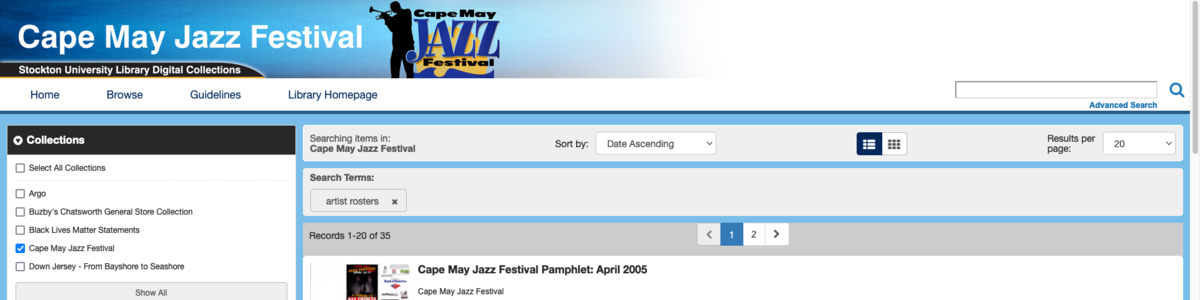 Cape May Jazz Festival
Cape May
JAZZ
Festival
Stockton University Library Digital Collections
Home Browse Guidelines Library Homepage
Advanced Search
Collections
Select All Collections
Argo
Buzby's Chatsworth General Store Collection
Black Lives Matter Statements
Cape May Jazz Festival
Down Jersey - From Bayshore to Seashore
Show All
Searching items in:
Cape May Jazz Festival
Sort by: Date Ascending
Results per
page: 20
Search Terms:
artist rosters ×
Records 1-20 of 35
1 2
Cape May Jazz Festival Pamphlet: April 2005
Cape May Jazz Festival